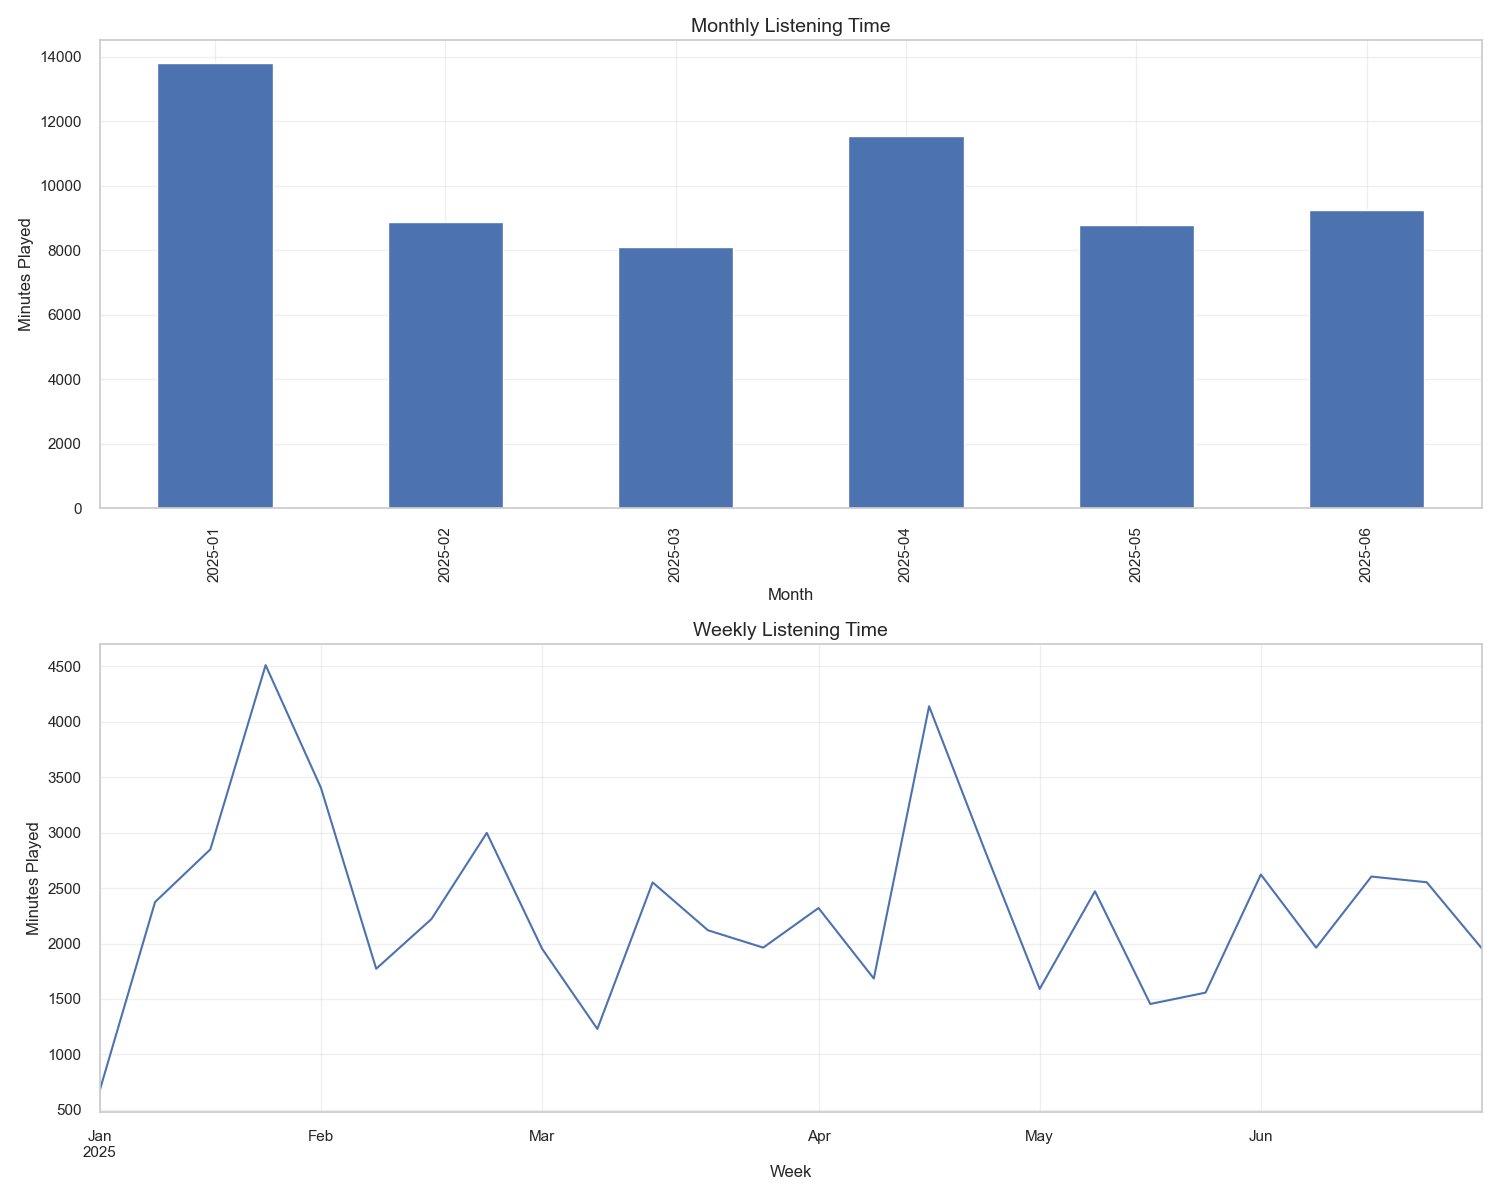 Monthly Listening Time
14000
12000
10000
8000
6000
4000
2000
0
Minutes Played
2025-01
2025-02
2025-03
2025-04
2025-05
2025-06
Month
Weekly Listening Time
4500
4000
3500
3000
2500
2000
1500
1000
500
Minutes Played
Jan
2025
Feb
Mar
Apr
May
Jun
Week